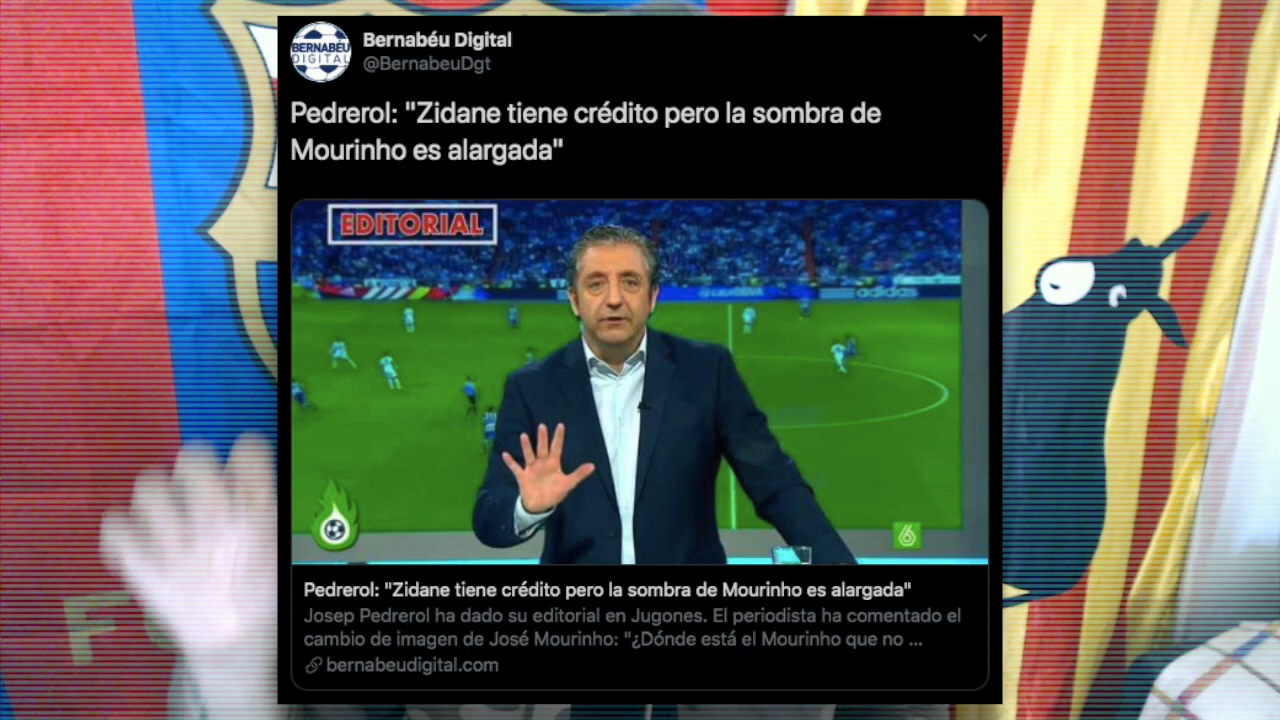 Bernabéu Digital
@BernabeuDgt
BERNABÉU
DIGITAL
Pedrerol: "Zidane tiene crédito pero la sombra de
Mourinho es alargada"
EDITORIAL
adidas
6
Pedrerol: "Zidane tiene crédito pero la sombra de Mourinho es alargada"
Josep Pedrerol ha dado su editorial en Jugones. El periodista ha comentado el
cambio de imagen de José Mourinho: "¿Dónde está el Mourinho que no ...
bernabeudigital.com
F